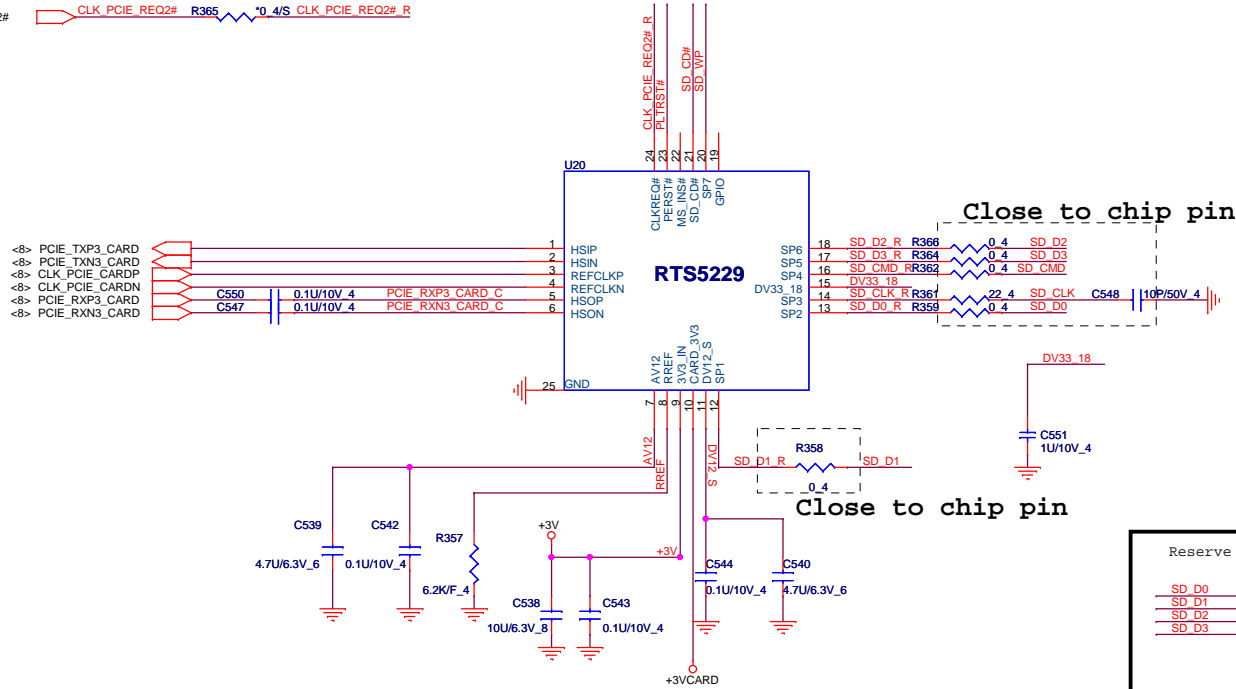 2#
CLK_PCIE_REQ2#
R365
*0_4/S
CLK_PCIE_REQ2#_R
CLK_PCIE_REQ2#_R
PLTRST#
SD_CD#
SD_WP
24
23
22
21
20
19
U20
CLKREQ#
PERST#
MS_INS#
SD_CD#
SP7
GPIO
Close to chip pin
<8> PCIE_TXP3_CARD
1
HSIP
<8> PCIE_TXN3_CARD
2
HSIN
<8> CLK_PCIE_CARDP
3
REFCLKP
<8> CLK_PCIE_CARDN
4
REFCLKN
<8> PCIE_RXP3_CARD
C550
0.1U/10V_4
PCIE_RXP3_CARD_C
5
HSOP
<8> PCIE_RXN3_CARD
C547
0.1U/10V_4
PCIE_RXN3_CARD_C
6
HSON
RTS5229
SP6
18
SD_D2_R
R366
0_4
SD_D2
SP5
17
SD_D3_R
R364
0_4
SD_D3
SP4
16
SD_CMD_R
R362
0_4
SD_CMD
DV33_18
15
DV33_18
SP3
14
SD_CLK_R
R361
22_4
SD_CLK
C548
10P/50V_4
SP2
13
SD_D0_R
R359
0_4
SD_D0
25
GND
AV12
RREF
3V3_IN
CARD_3V3
DV12_S
SP1
7
8
9
10
11
12
DV33_18
C551
1U/10V_4
AV12
RREF
DV12_S
SD_D1_R
R358
0_4
SD_D1
Close to chip pin
C539
4.7U/6.3V_6
C542
0.1U/10V_4
R357
6.2K/F_4
+3V
+3V
C538
10U/6.3V_8
C543
0.1U/10V_4
C544
0.1U/10V_4
C540
4.7U/6.3V_6
+3VCARD
Reserve
SD_D0
SD_D1
SD_D2
SD_D3